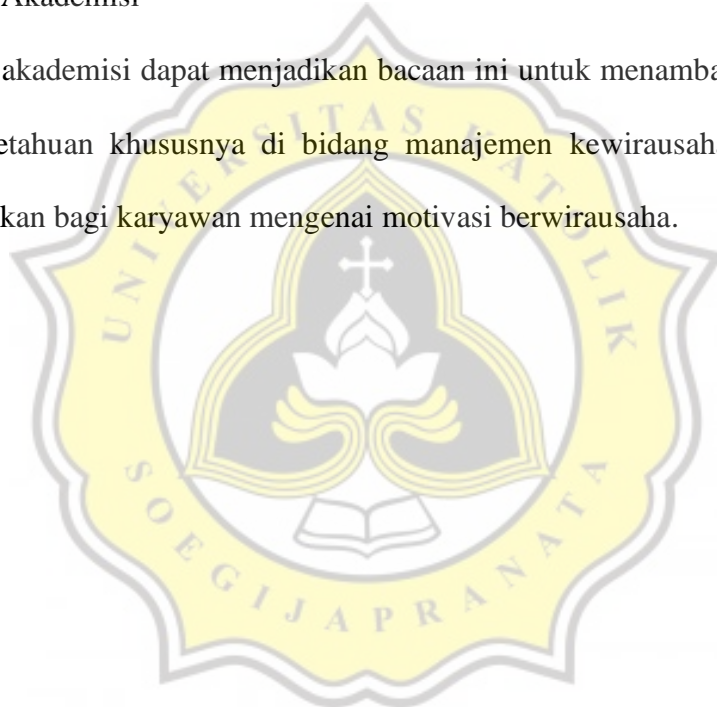 Akademisi
akademisi dapat menjadikan bacaan ini untuk menamba
etahuan khususnya di bidang manajemen kewirausaha
kan bagi karyawan mengenai motivasi berwirausaha.
UNIVERSITAS KATOLIK
SOEGIJAPRANATA